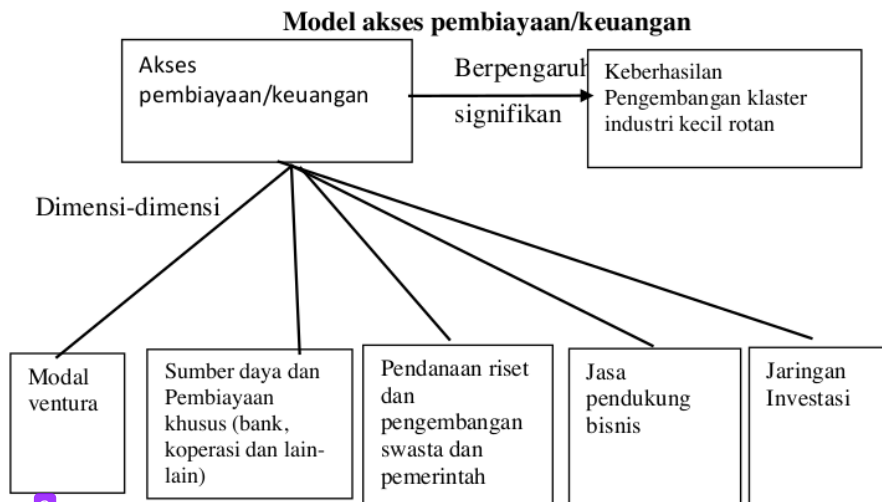 Model akses pembiayaan/keuangan
Akses
pembiayaan/keuangan
Berpengaruh
signifikan
Keberhasilan
Pengembangan klaster
industri kecil rotan
Dimensi-dimensi
Modal
ventura
Sumber daya dan
Pembiayaan
khusus (bank,
koperasi dan lain-
lain)
Pendanaan riset
dan
pengembangan
swasta dan
pemerintah
Jasa
pendukung
bisnis
Jaringan
Investasi